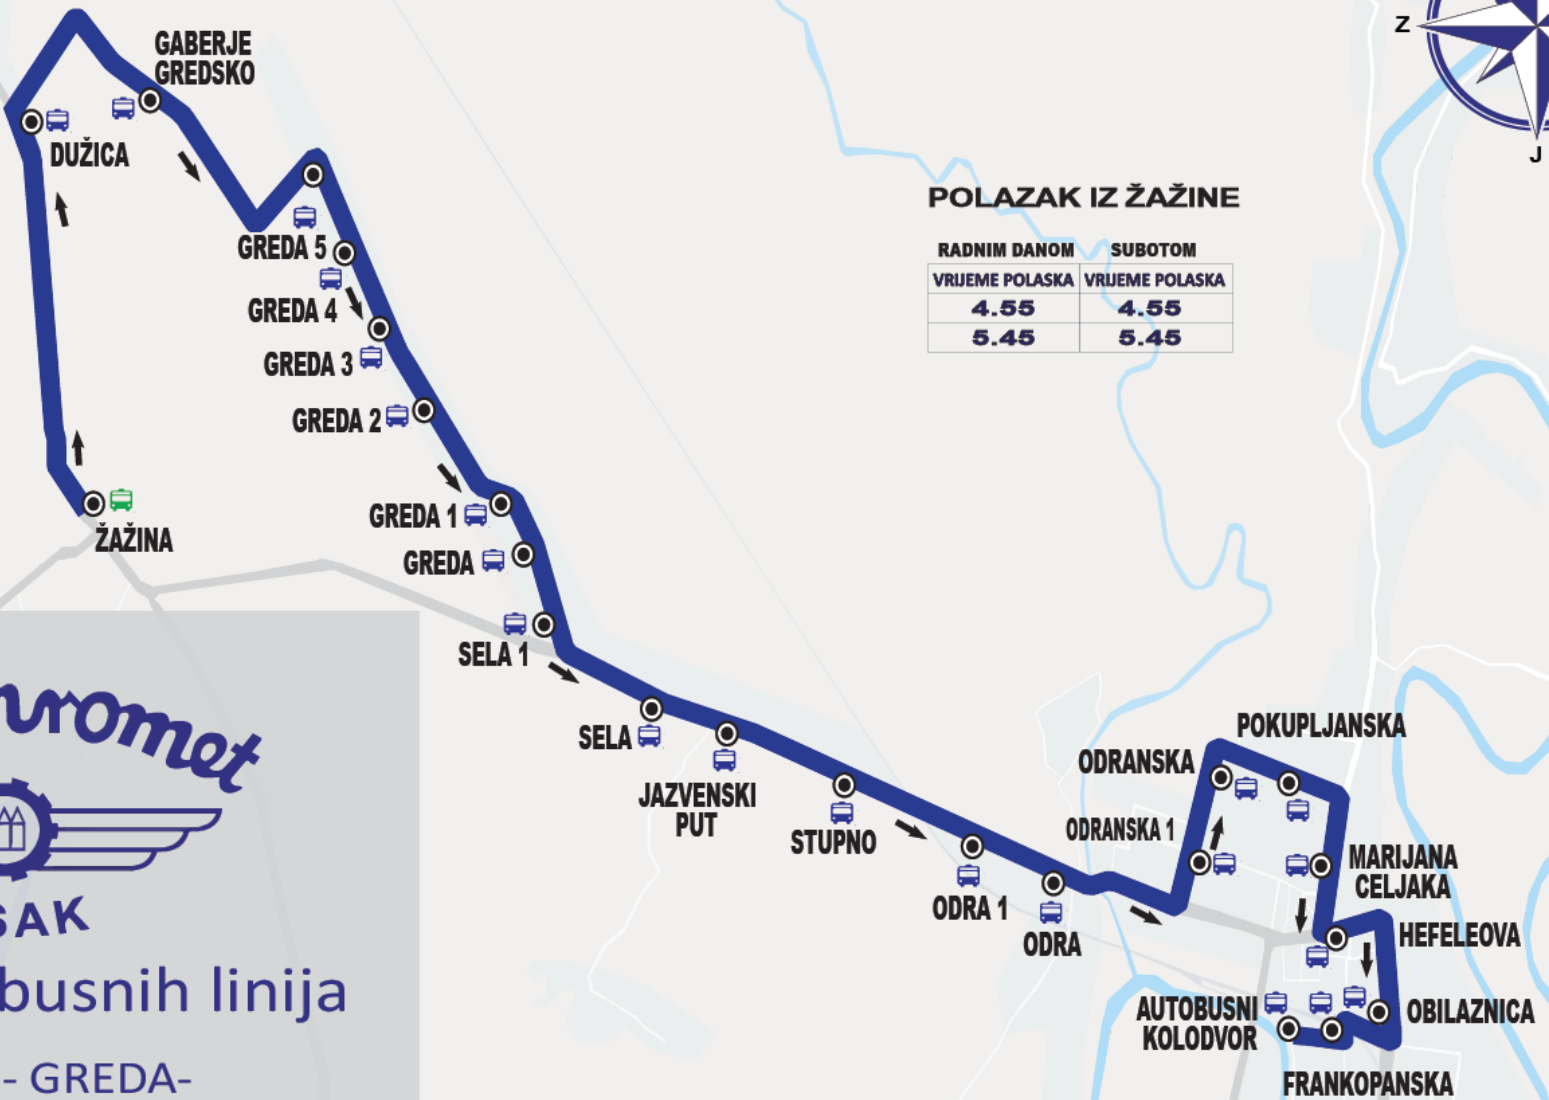 Z
J
GABERJE
GREDSKO
DUŽICA
POLAZAK IZ ŽAŽINE
RADNIM DANOM SUBOTOM
VRIJEME POLASKA VRIJEME POLASKA
4.55 4.55
5.45 5.45
GREDA 5
GREDA 4
GREDA 3
GREDA 2
GREDA 1
ŽAŽINA
GREDA
SELA 1
SELA
JAZVENSKI
PUT
STUPNO
ODRA 1
ODRA
ODRANSKA 1
ODRANSKA
POKUPLJANSKA
MARIJANA
CELJAKA
HEFELEOVA
OBILAZNICA
FRANKOPANSKA
AUTOBUSNI
KOLODVOR
romet
SAK
busnih linija
- GREDA-